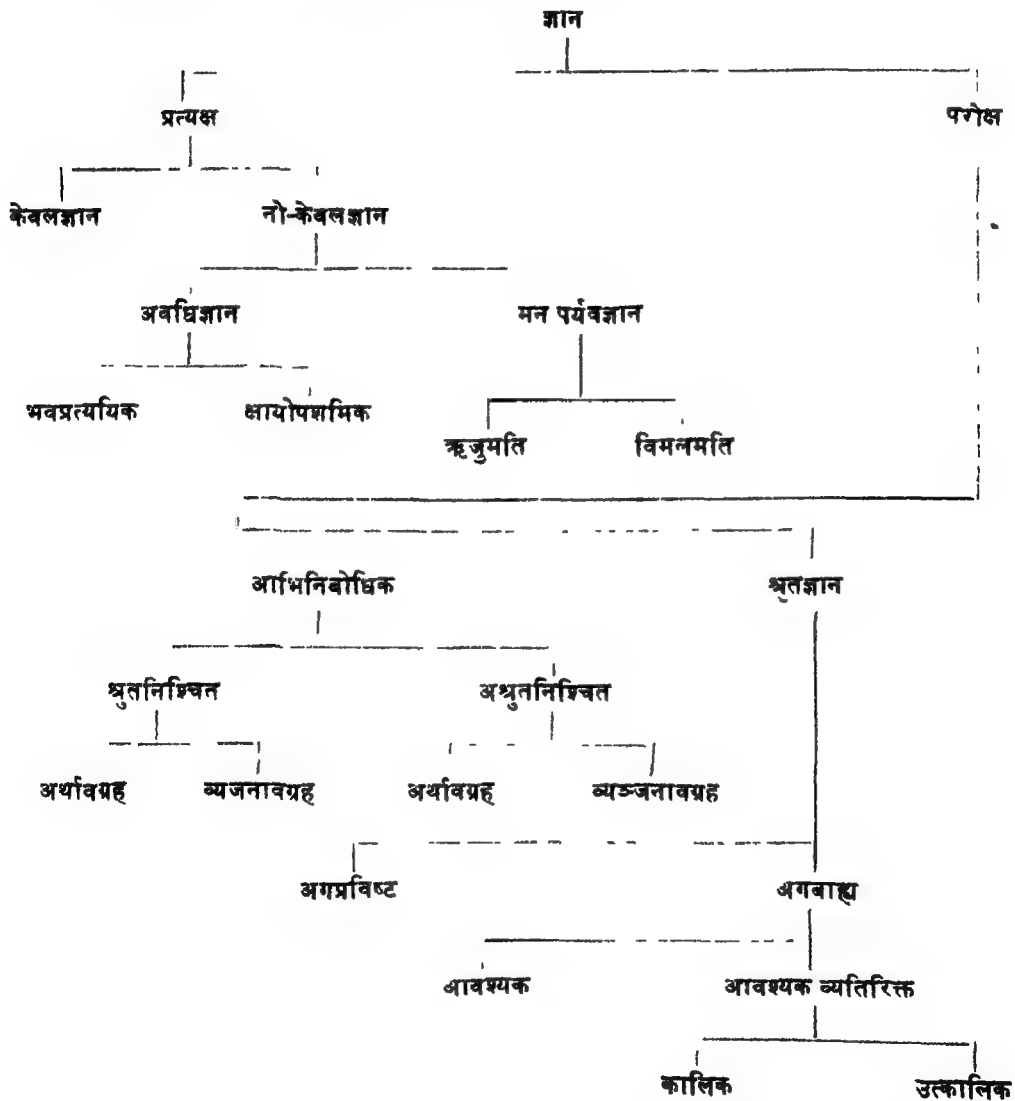 ज्ञान
प्रत्यक्ष परोक्ष
केवलज्ञान नो-केवलज्ञान
अवधिज्ञान मन पर्यवज्ञान
भवप्रत्ययिक क्षायोपशमिक
ऋजुमति विमलमति
आभिनिबोधिक श्रुतज्ञान
श्रुतनिश्चित अश्रुतनिश्चित
अर्थावग्रह व्यजनावग्रह अर्थावग्रह व्यञ्जनावग्रह
अगप्रविष्ट अगबाह्य
आवश्यक आवश्यक व्यतिरिक्त
कालिक उत्कालिक